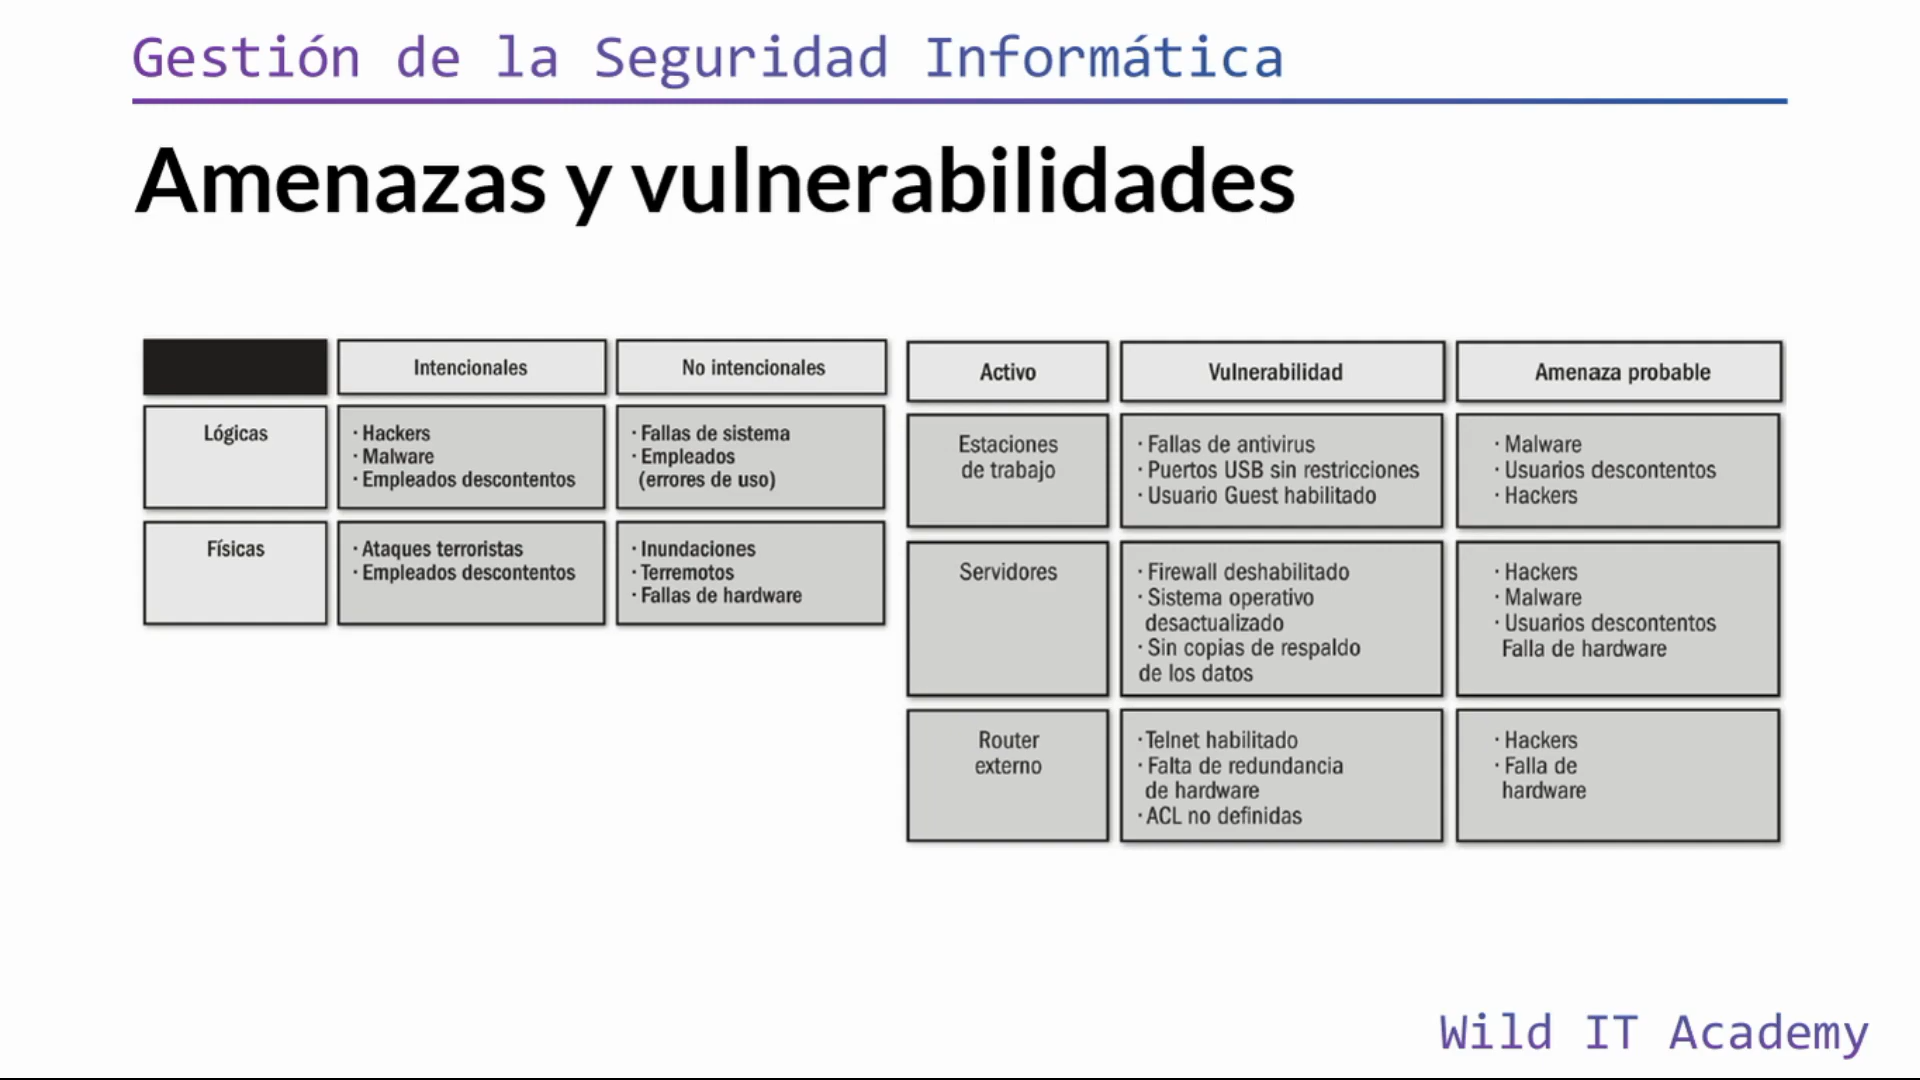 Gestión de la Seguridad Informática
Amenazas y vulnerabilidades
Intencionales
No intencionales
Lógicas
· Hackers
· Malware
· Empleados descontentos
· Fallas de sistema
· Empleados
(errores de uso)
Físicas
· Ataques terroristas
· Empleados descontentos
· Inundaciones
· Terremotos
· Fallas de hardware
Activo
Vulnerabilidad
Amenaza probable
Estaciones
de trabajo
· Fallas de antivirus
· Puertos USB sin restricciones
· Usuario Guest habilitado
· Malware
· Usuarios descontentos
· Hackers
Servidores
· Firewall deshabilitado
· Sistema operativo
desactualizado
· Sin copias de respaldo
de los datos
· Hackers
· Malware
· Usuarios descontentos
Falla de hardware
Router
externo
· Telnet habilitado
· Falta de redundancia
de hardware
· ACL no definidas
· Hackers
· Falla de
hardware
Wild IT Academy